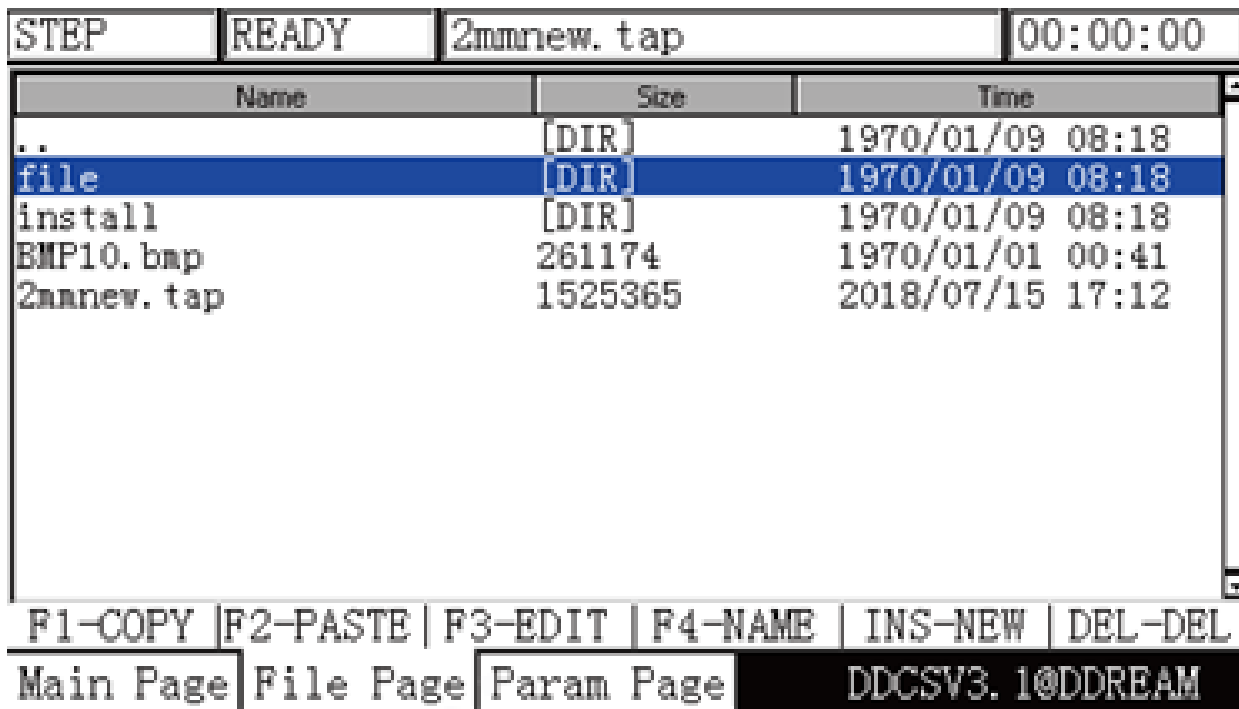 STEP READY 2mmnew.tap 00:00:00
Name Size Time
.. [DIR] 1970/01/09 08:18
file [DIR] 1970/01/09 08:18
install [DIR] 1970/01/09 08:18
BMP10.bmp 261174 1970/01/01 00:41
2mmnew.tap 1525365 2018/07/15 17:12
F1-COPY F2-PASTE F3-EDIT F4-NAME INS-NEW DEL-DEL
Main Page File Page Param Page DDCSV3.1@DDREAM